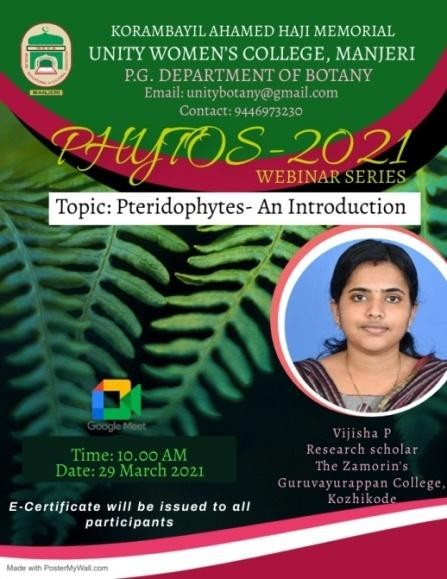 KORAMBAYIL AHAMED HAJI MEMORIAL
UNITY WOMEN'S COLLEGE, MANJERI
P.G. DEPARTMENT OF BOTANY
Email: unitybotany@gmail.com
Contact: 9446973230
MANJERI
PHYTOS-2021
WEBINAR SERIES
Topic: Pteridophytes- An Introduction
Google Meet
Time: 10.00 AM
Date: 29 March 2021
Vijisha P
Research scholar
The Zamorin's
Guruvayurappan College,
Kozhikode
E-Certificate will be issued to all
participants
Made with PosterMyWall.com